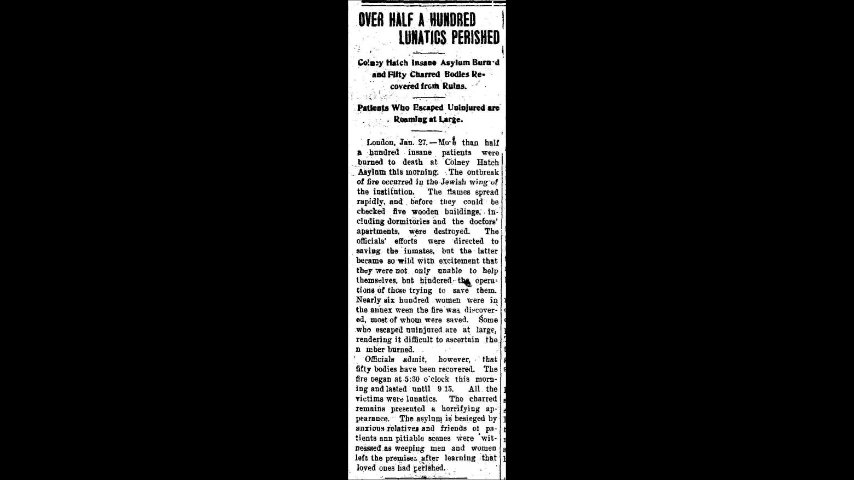 OVER HALF A HUNDRED
LUNATICS PERISHED
Colney Hatch Insane Asylum Burned
and Fifty Charred Bodies Re-
covered from Ruins.
Patients Who Escaped Uninjured are
Roaming at Large.
London, Jan. 27.—More than half
a hundred insane patients were
burned to death at Colney Hatch
Asylum this morning. The outbreak
of fire occurred in the Jewish wing of
the institution. The flames spread
rapidly, and before they could be
checked five wooden buildings, in-
cluding dormitories and the doctors'
apartments, were destroyed. The
officials' efforts were directed to
saving the inmates, but the latter
became so wild with excitement that
they were not only unable to help
themselves, but hindered the opera-
tions of those trying to save them.
Nearly six hundred women were in
the annex ween the fire was discover-
ed, most of whom were saved. Some
who escaped uninjured are at large,
rendering it difficult to ascertain the
n mber burned.
Officials admit, however, that
fifty bodies have been recovered. The
fire began at 5:30 o'clock this morn-
ing and lasted until 9 15. All the
victims were lunatics. The charred
remains presented a horrifying ap-
pearance. The asylum is besieged by
anxious relatives and friends of pa-
tients ann pitiable scenes were wit-
nessed as weeping men and women
left the premises after learning that
loved ones had perished.